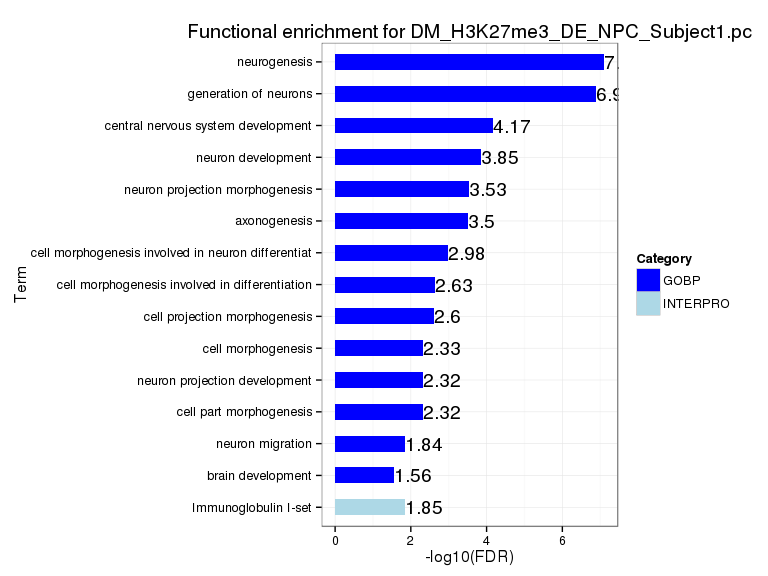 Functional enrichment for DM_H3K27me3_DE_NPC_Subject1.pc
neurogenesis
7.
generation of neurons
6.9
central nervous system development
4.17
neuron development
3.85
neuron projection morphogenesis
3.53
axonogenesis
3.5
cell morphogenesis involved in neuron differentiat
2.98
cell morphogenesis involved in differentiation
2.63
cell projection morphogenesis
2.6
cell morphogenesis
2.33
neuron projection development
2.32
cell part morphogenesis
2.32
neuron migration
1.84
brain development
1.56
Immunoglobulin I-set
1.85
Term
0 2 4 6
-log10(FDR)
Category
GOBP
INTERPRO